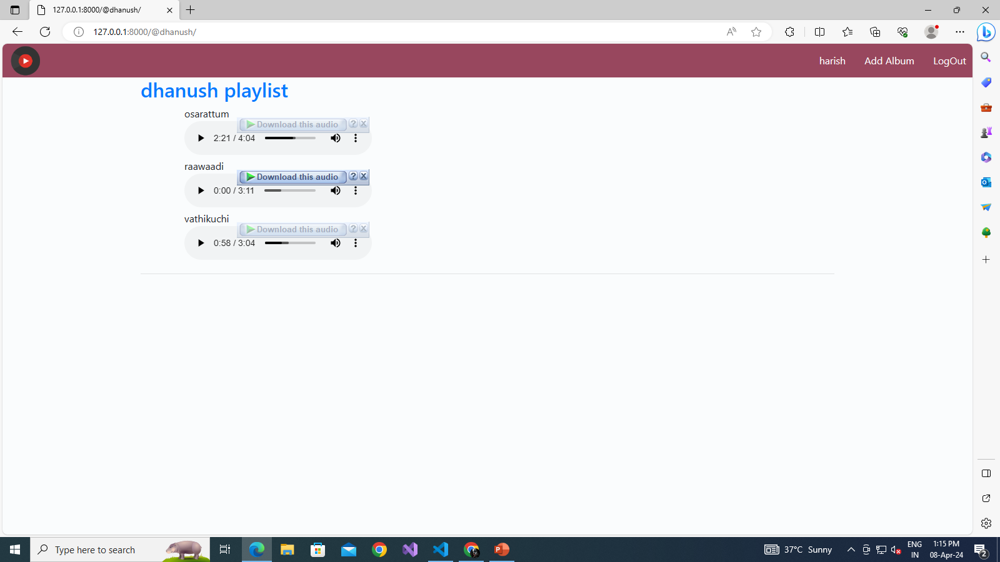 127.0.0.1:8000/@dhanush/
127.0.0.1:8000/@dhanush/
harish Add Album LogOut
dhanush playlist
osarattum
Download this audio ?
2:21 / 4:04
raawaadi
Download this audio ?
0:00 / 3:11
vathikuchi
Download this audio ?
0:58 / 3:04
Type here to search
37°C Sunny
ENG
IN
1:15 PM
08-Apr-24
2